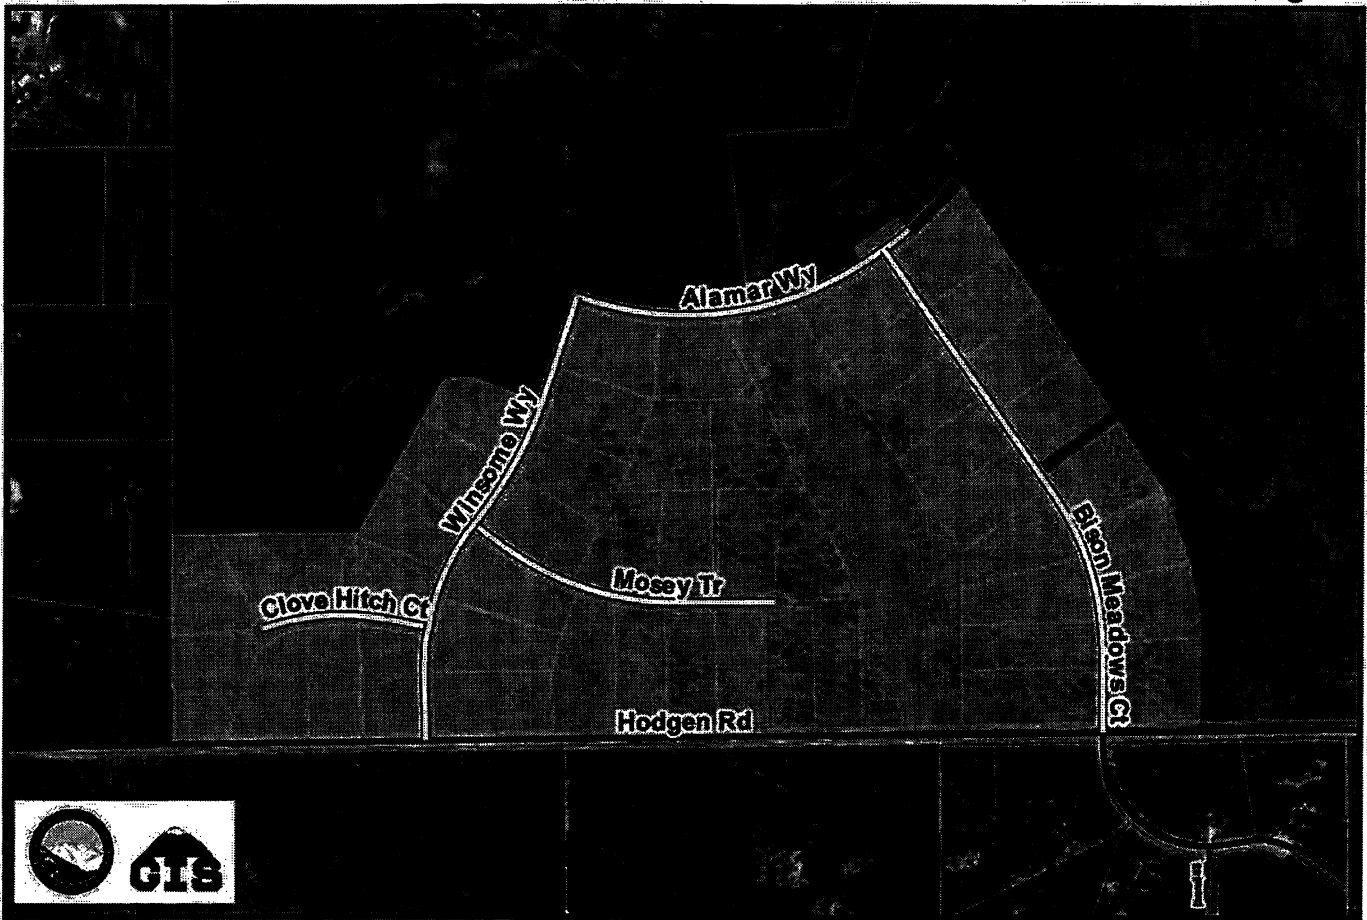 Alamar Wy
Winsome Wy
Bison Meadows Ct
Mosey Tr
Clove Hitch Ct
Hodgen Rd
GIS